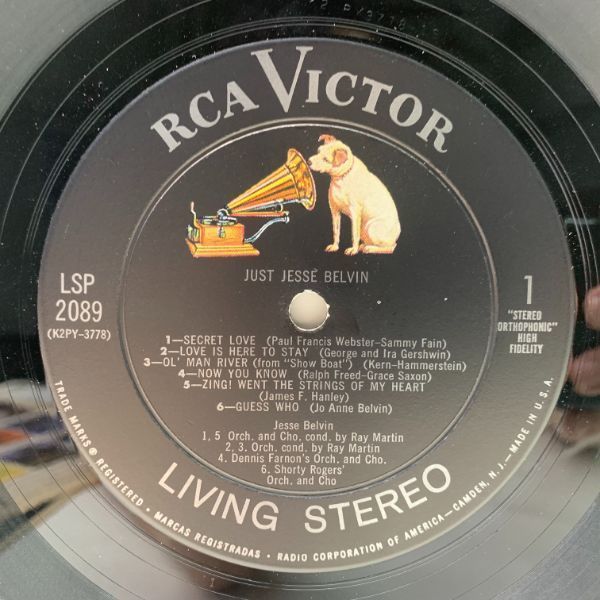 RCA VICTOR
JUST JESSE BELVIN
LSP
2089
(K2PY-3778)
1
"STEREO
ORTHOPHONIC"
HIGH
FIDELITY
1—SECRET LOVE (Paul Francis Webster-Sammy Fain)
2—LOVE IS HERE TO STAY (George and Ira Gershwin)
3—OL' MAN RIVER (from "Show Boat") (Kern-Hammerstein)
4—NOW YOU KNOW (Ralph Freed-Grace Saxon)
5—ZING! WENT THE STRINGS OF MY HEART
(James F. Hanley)
6—GUESS WHO (Jo Anne Belvin)
Jesse Belvin
1, 5 Orch. and Cho. cond. by Ray Martin
2, 3. Orch. cond. by Ray Martin
4. Dennis Farnon's Orch. and Cho.
6. Shorty Rogers'
Orch. and Cho
LIVING STEREO
TRADE MARKS ® REGISTERED • MARCAS REGISTRADAS • RADIO CORPORATION OF AMERICA—CAMDEN, N.J.—MADE IN U.S.A.